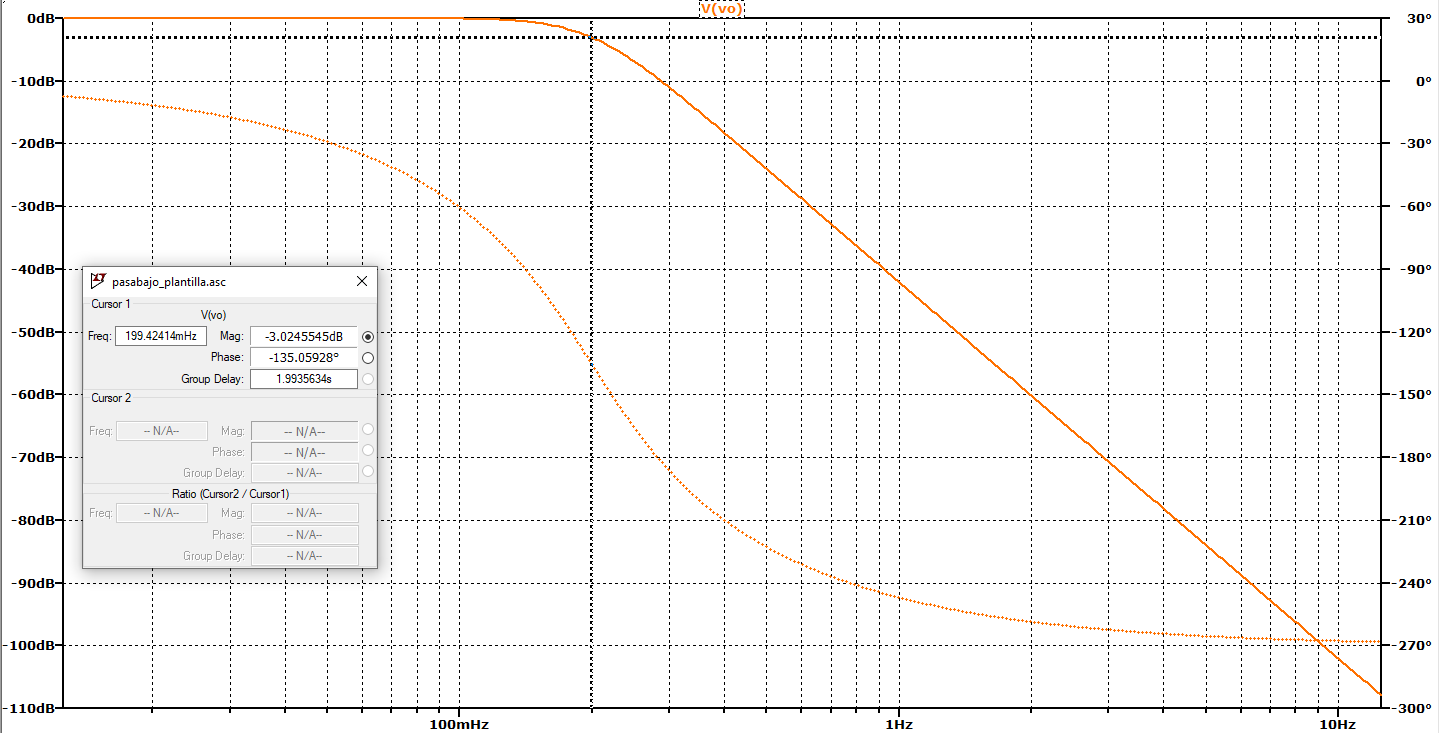 V(vo)
0dB 30°
-10dB 0°
-20dB -30°
-30dB -60°
-40dB -90°
pasabajo_plantilla.asc
Cursor 1
V(vo)
Freq: 199.42414mHz Mag: -3.0245545dB
-50dB -120°
Phase: -135.05928°
Group Delay: 1.9935634s
-60dB -150°
Cursor 2
Freq: -- N/A-- Mag: -- N/A--
Phase: -- N/A--
-70dB -180°
Group Delay: -- N/A--
Ratio (Cursor2 / Cursor1)
Freq: -- N/A-- Mag: -- N/A--
-80dB -210°
Phase: -- N/A--
Group Delay: -- N/A--
-90dB -240°
-100dB -270°
-110dB -300°
100mHz 1Hz 10Hz